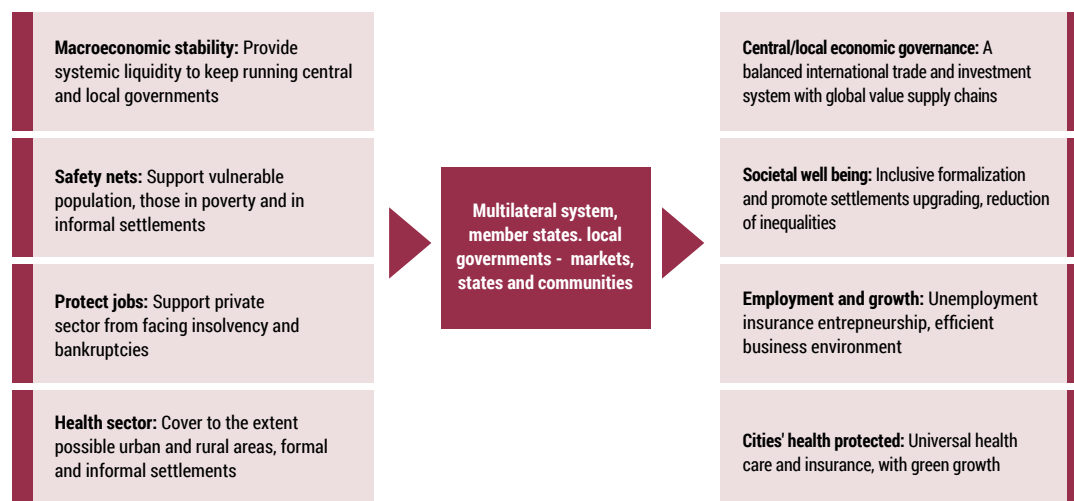 Macroeconomic stability: Provide
systemic liquidity to keep running central
and local governments
Safety nets: Support vulnerable
population, those in poverty and in
informal settlements
Protect jobs: Support private
sector from facing insolvency and
bankruptcies
Health sector: Cover to the extent
possible urban and rural areas, formal
and informal settlements
Multilateral system,
member states. local
governments - markets,
states and communities
Central/local economic governance: A
balanced international trade and investment
system with global value supply chains
Societal well being: Inclusive formalization
and promote settlements upgrading, reduction
of inequalities
Employment and growth: Unemployment
insurance entrepneurship, efficient
business environment
Cities' health protected: Universal health
care and insurance, with green growth